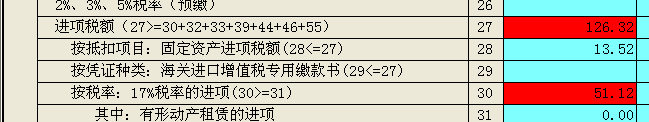 2%、3%、5%税率（预缴） 26
进项税额（27>=30+32+33+39+44+46+55） 27 126.32
按抵扣项目：固定资产进项税额(28<=27) 28 13.52
按凭证种类：海关进口增值税专用缴款书(29<=27) 29
按税率：17%税率的进项(30>=31) 30 51.12
其中：有形动产租赁的进项 31 0.00